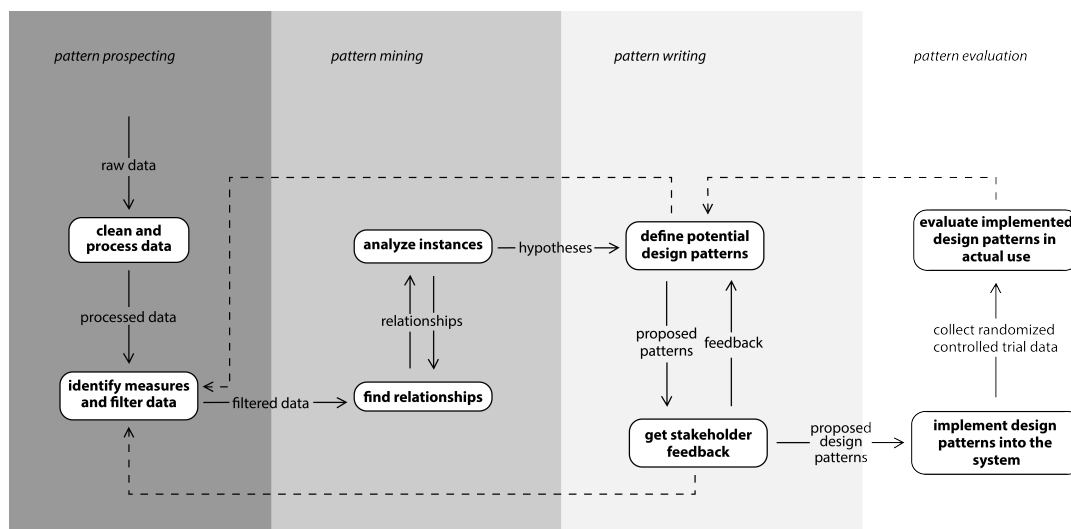 pattern prospecting
pattern mining
pattern writing
pattern evaluation
raw data
clean and
process data
processed data
identify measures
and filter data
filtered data
analyze instances
relationships
find relationships
hypotheses
define potential
design patterns
proposed
patterns
feedback
get stakeholder
feedback
proposed
design
patterns
evaluate implemented
design patterns in
actual use
collect randomized
controlled trial data
implement design
patterns into the
system